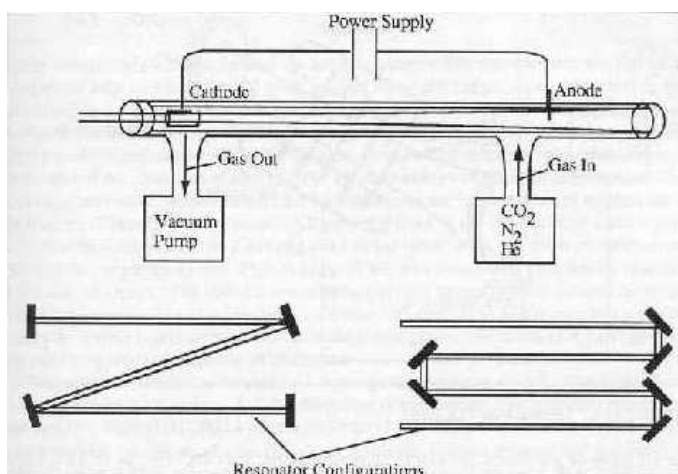 Power Supply
Cathode
Anode
Gas Out
Gas In
Vacuum
Pump
CO2
N2
He
Resonator Configurations